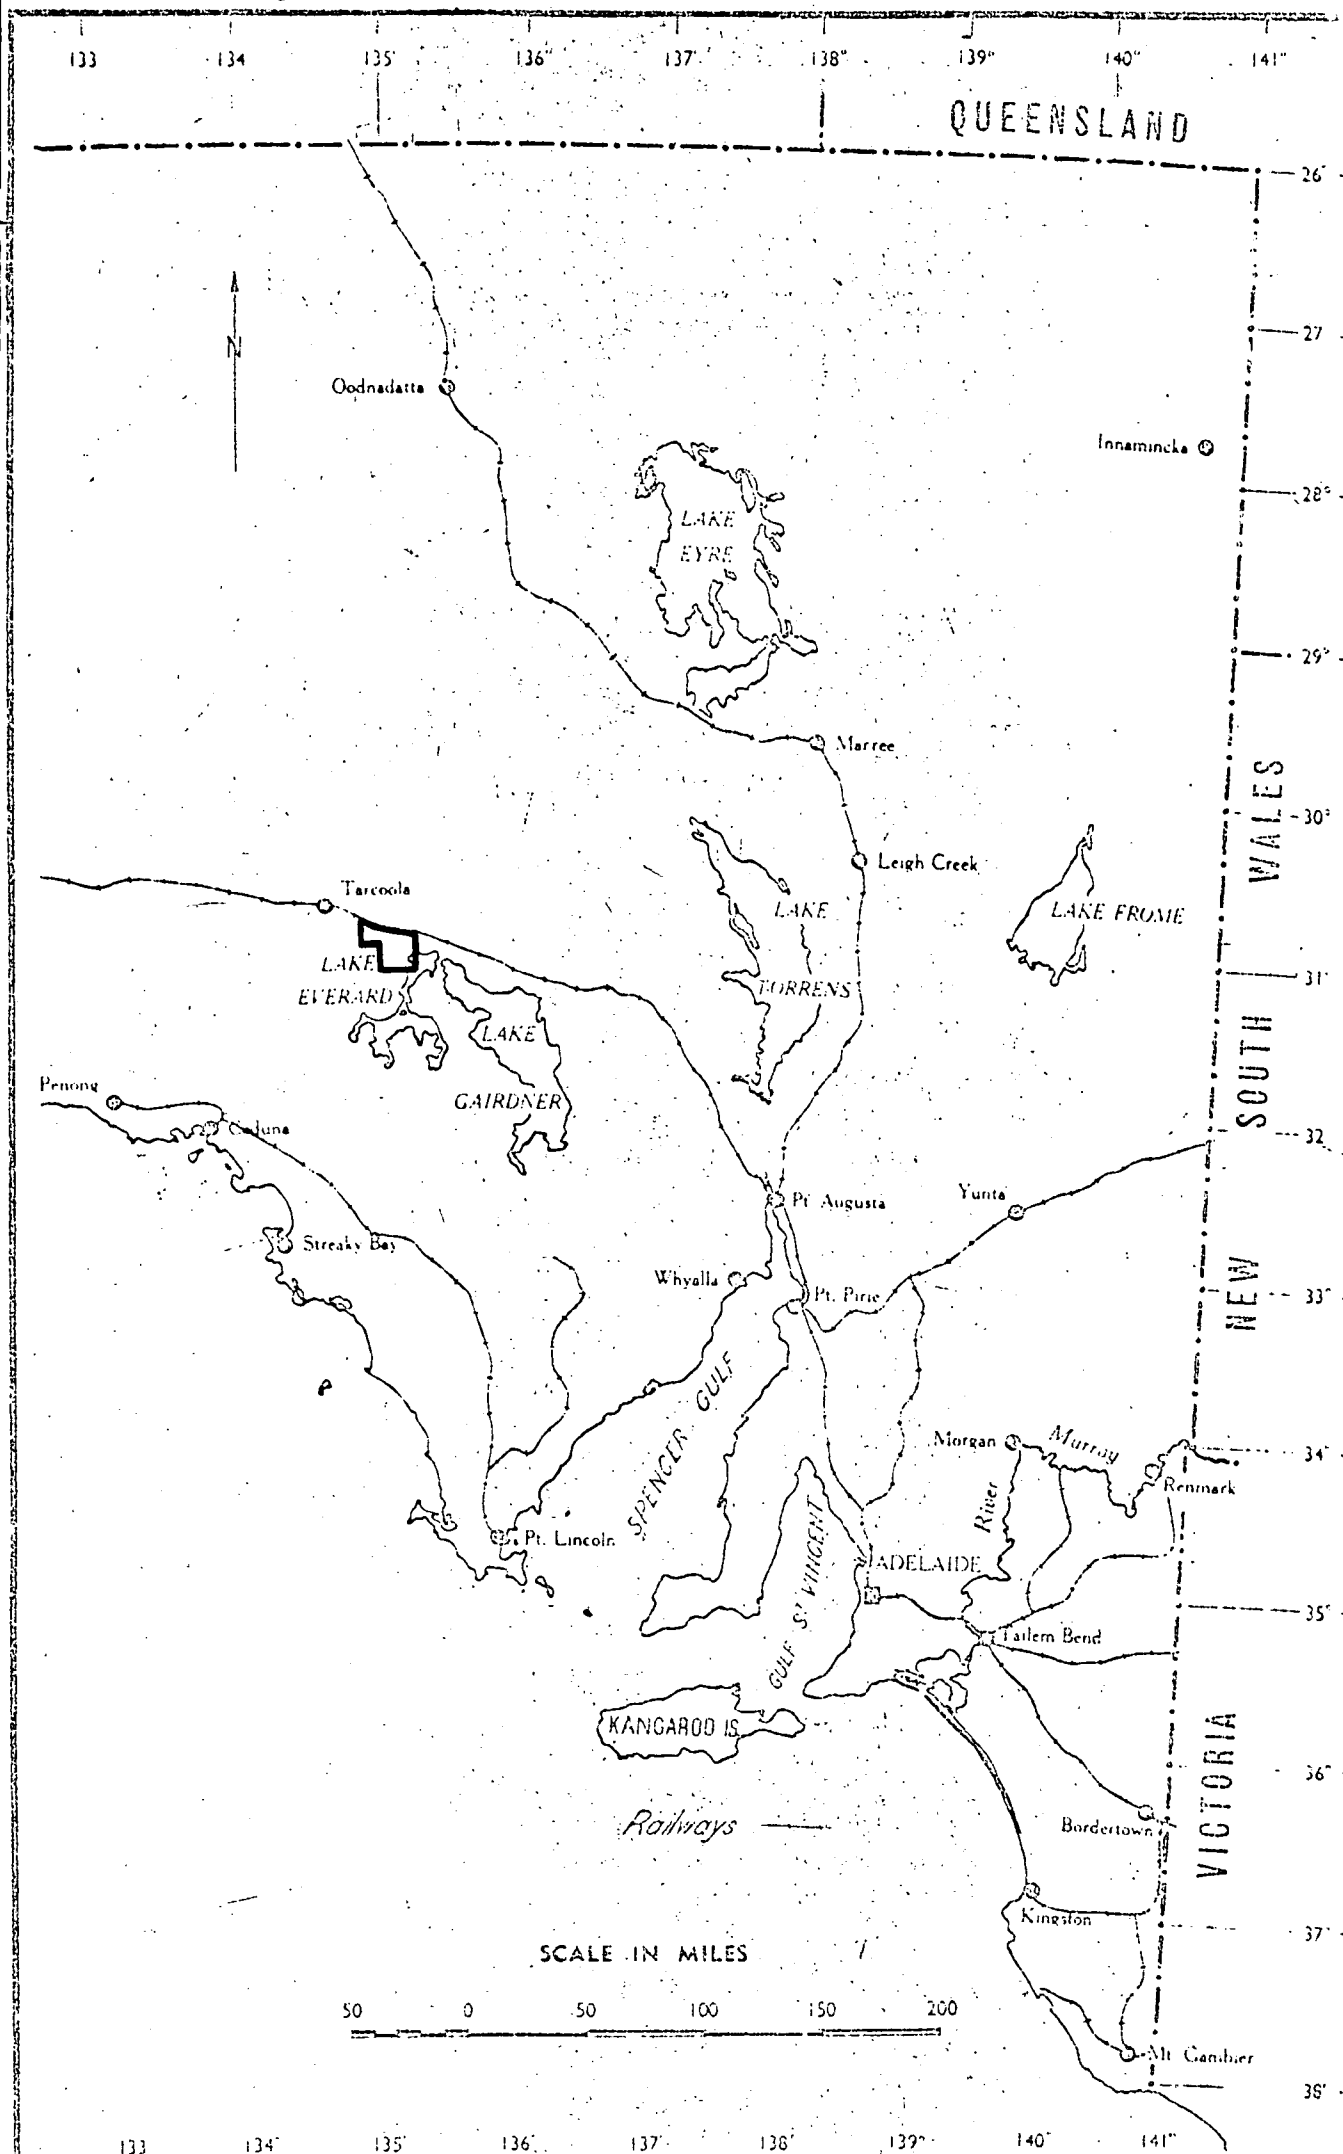 133 134 135° 136° 137° 138° 139° 140° 141°
QUEENSLAND
26°
N
27
Oodnadatta
Innamincka
28°
LAKE
EYRE
29°
Marree
WALES
30°
Leigh Creek
Tarcoola
LAKE
TORRENS
LAKE FROME
LAKE
EVERARD
31°
LAKE
GAIRDNER
SOUTH
Penong
Ceduna
32
Pt Augusta
Yunta
Streaky Bay
Whyalla
Pt. Pirie
NEW
33°
SPENCER GULF
Morgan
Murray
34°
Renmark
River
Pt. Lincoln
GULF ST VINCENT
ADELAIDE
35°
Tailem Bend
KANGAROO IS.
VICTORIA
36°
Railways
Bordertown
Kingston
37°
SCALE IN MILES
50 0 50 100 150 200
Mt Gambier
38°
133 134° 135° 136° 137° 138° 139° 140° 141°